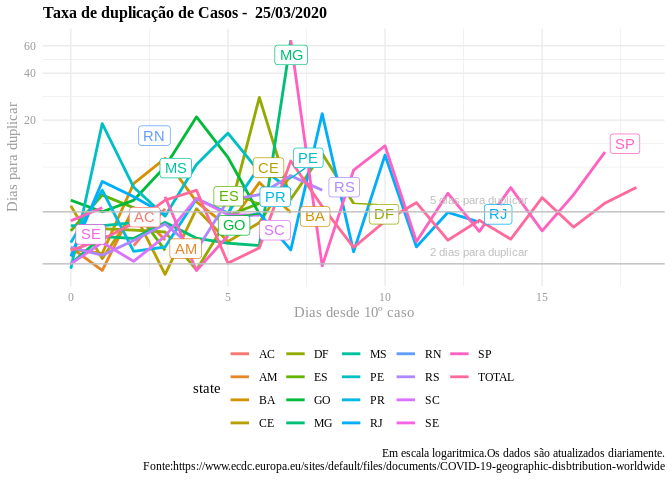 Taxa de duplicação de Casos - 25/03/2020
Dias para duplicar
60
40
20
MG
RN
SP
PE
MS
CE
RS
ES
PR
5 dias para duplicar
AC
BA
DF
RJ
GO
SC
SE
AM
2 dias para duplicar
0
5
10
15
Dias desde 10º caso
state
AC
DF
MS
RN
SP
AM
ES
PE
RS
TOTAL
BA
GO
PR
SC
CE
MG
RJ
SE
Em escala logaritmica.Os dados são atualizados diariamente.
Fonte:https://www.ecdc.europa.eu/sites/default/files/documents/COVID-19-geographic-disbtribution-worldwide